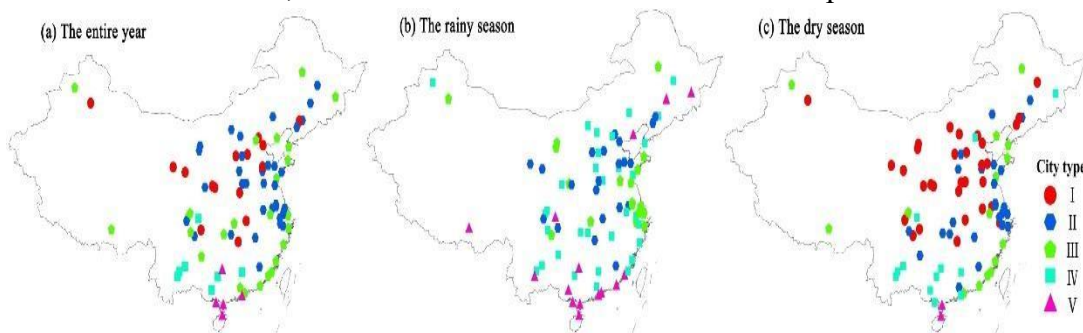 (a) The entire year
(b) The rainy season
(c) The dry season
City type
I
II
III
IV
V